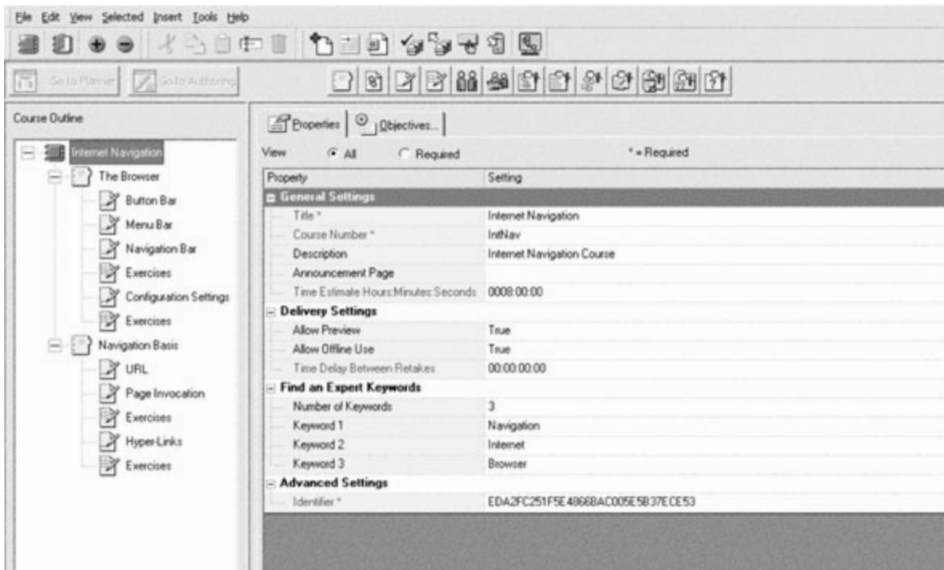 File Edit View Selected Insert Tools Help
Go to Planner Go to Authoring
Course Outline
Internet Navigation
The Browser
Button Bar
Menu Bar
Navigation Bar
Exercises
Configuration Settings
Exercises
Navigation Basis
URL
Page Invocation
Exercises
Hyper-Links
Exercises
Properties Objectives...
View All Required * = Required
Property Setting
General Settings
Title * Internet Navigation
Course Number * IntNav
Description Internet Navigation Course
Announcement Page
Time Estimate Hours:Minutes:Seconds 0008:00:00
Delivery Settings
Allow Preview True
Allow Offline Use True
Time Delay Between Retakes 00:00:00:00
Find an Expert Keywords
Number of Keywords 3
Keyword 1 Navigation
Keyword 2 Internet
Keyword 3 Browser
Advanced Settings
Identifier *